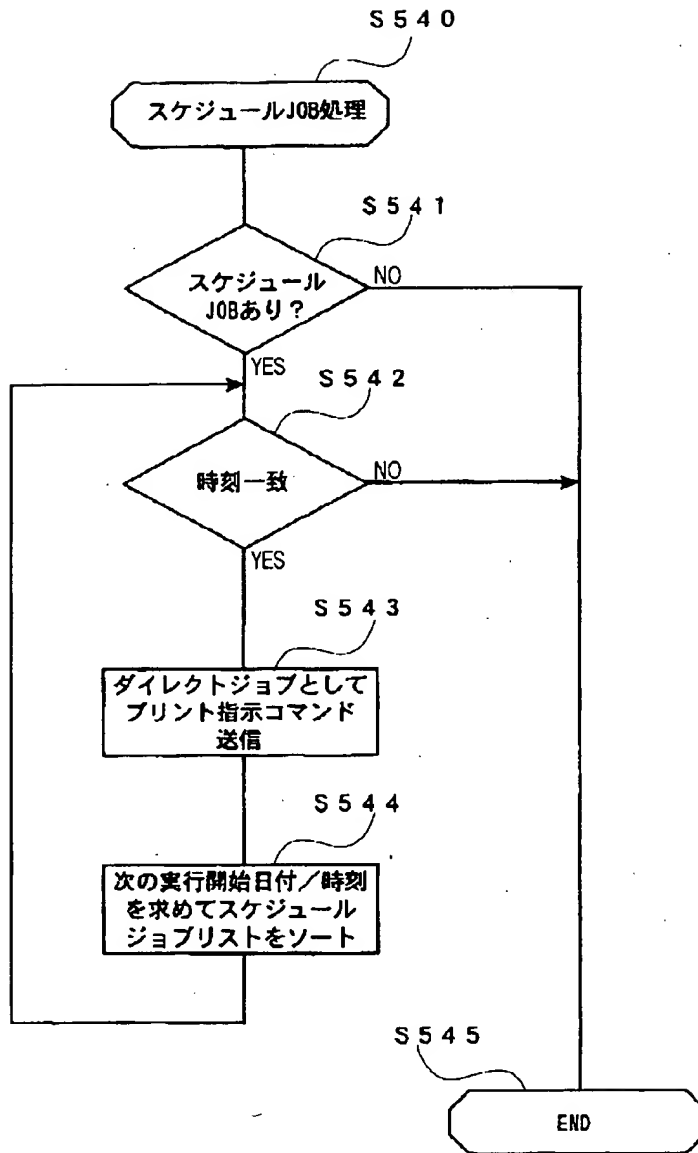 S540
スケジュールJOB処理
S541
スケジュール
JOBあり?
NO
YES
S542
時刻一致
NO
YES
S543
ダイレクトジョブとして
プリント指示コマンド
送信
S544
次の実行開始日付/時刻
を求めてスケジュール
ジョブリストをソート
S545
END